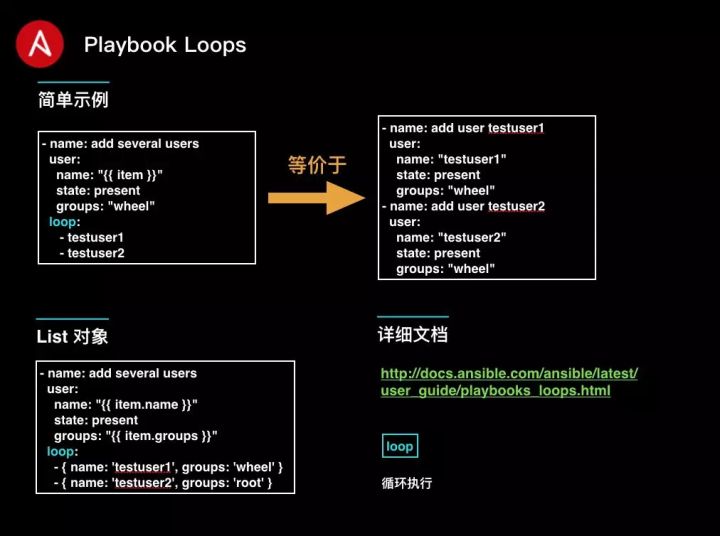 Playbook Loops
简单示例
- name: add several users
user:
name: "{{ item }}"
state: present
groups: "wheel"
loop:
- testuser1
- testuser2
等价于
- name: add user testuser1
user:
name: "testuser1"
state: present
groups: "wheel"
- name: add user testuser2
user:
name: "testuser2"
state: present
groups: "wheel"
List 对象
- name: add several users
user:
name: "{{ item.name }}"
state: present
groups: "{{ item.groups }}"
loop:
- { name: 'testuser1', groups: 'wheel' }
- { name: 'testuser2', groups: 'root' }
详细文档
http://docs.ansible.com/ansible/latest/
user_guide/playbooks_loops.html
loop
循环执行